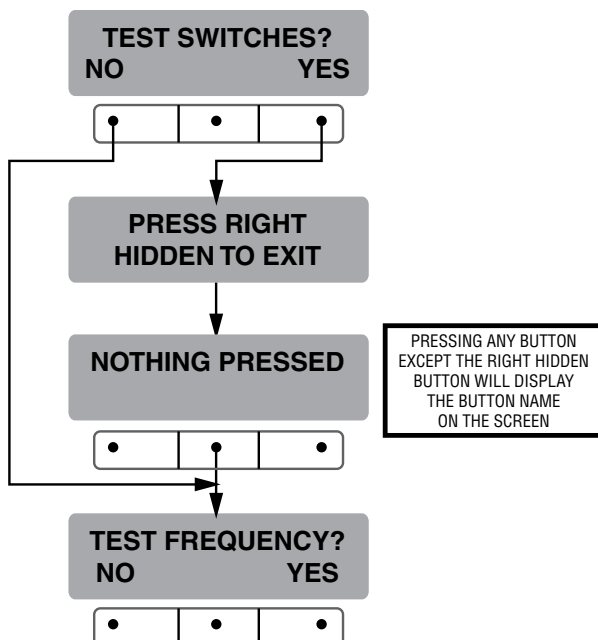 TEST SWITCHES?
NO YES
PRESS RIGHT
HIDDEN TO EXIT
NOTHING PRESSED
PRESSING ANY BUTTON
EXCEPT THE RIGHT HIDDEN
BUTTON WILL DISPLAY
THE BUTTON NAME
ON THE SCREEN
TEST FREQUENCY?
NO YES